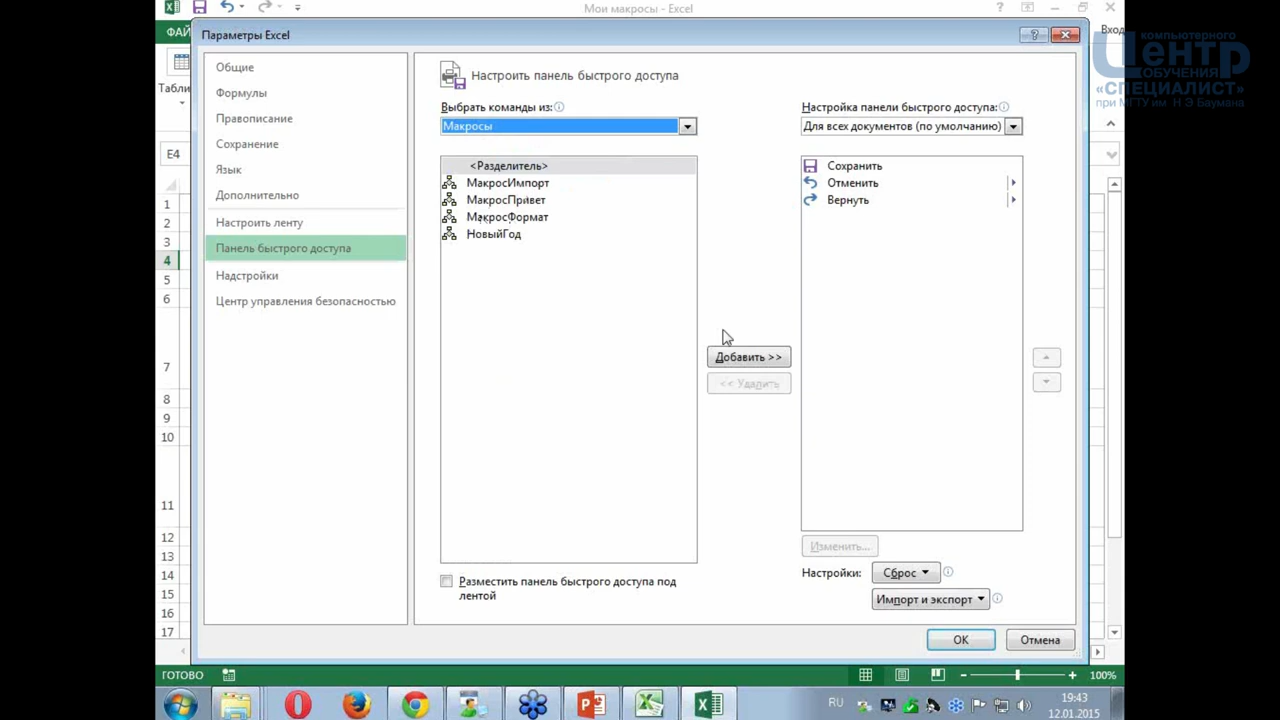 Мои макросы - Excel
ФАЙ
Вход
Табли
E4
1
2
3
4
5
6
7
8
9
10
11
12
13
14
15
16
17
Параметры Excel
Общие
Формулы
Правописание
Сохранение
Язык
Дополнительно
Настроить ленту
Панель быстрого доступа
Надстройки
Центр управления безопасностью
Настроить панель быстрого доступа
Выбрать команды из:
Макросы
<Разделитель>
МакросИмпорт
МакросПривет
МакросФормат
НовыйГод
Разместить панель быстрого доступа под
лентой
Добавить >>
<< Удалить
Настройка панели быстрого доступа:
Для всех документов (по умолчанию)
Сохранить
Отменить
Вернуть
Изменить...
Настройки:
Сброс
Импорт и экспорт
OK
Отмена
компьютерного
Центр
ОБУЧЕНИЯ
«СПЕЦИАЛИСТ»
при МГТУ им Н Э Баумана
ГОТОВО
100%
RU
19:43
12.01.2015